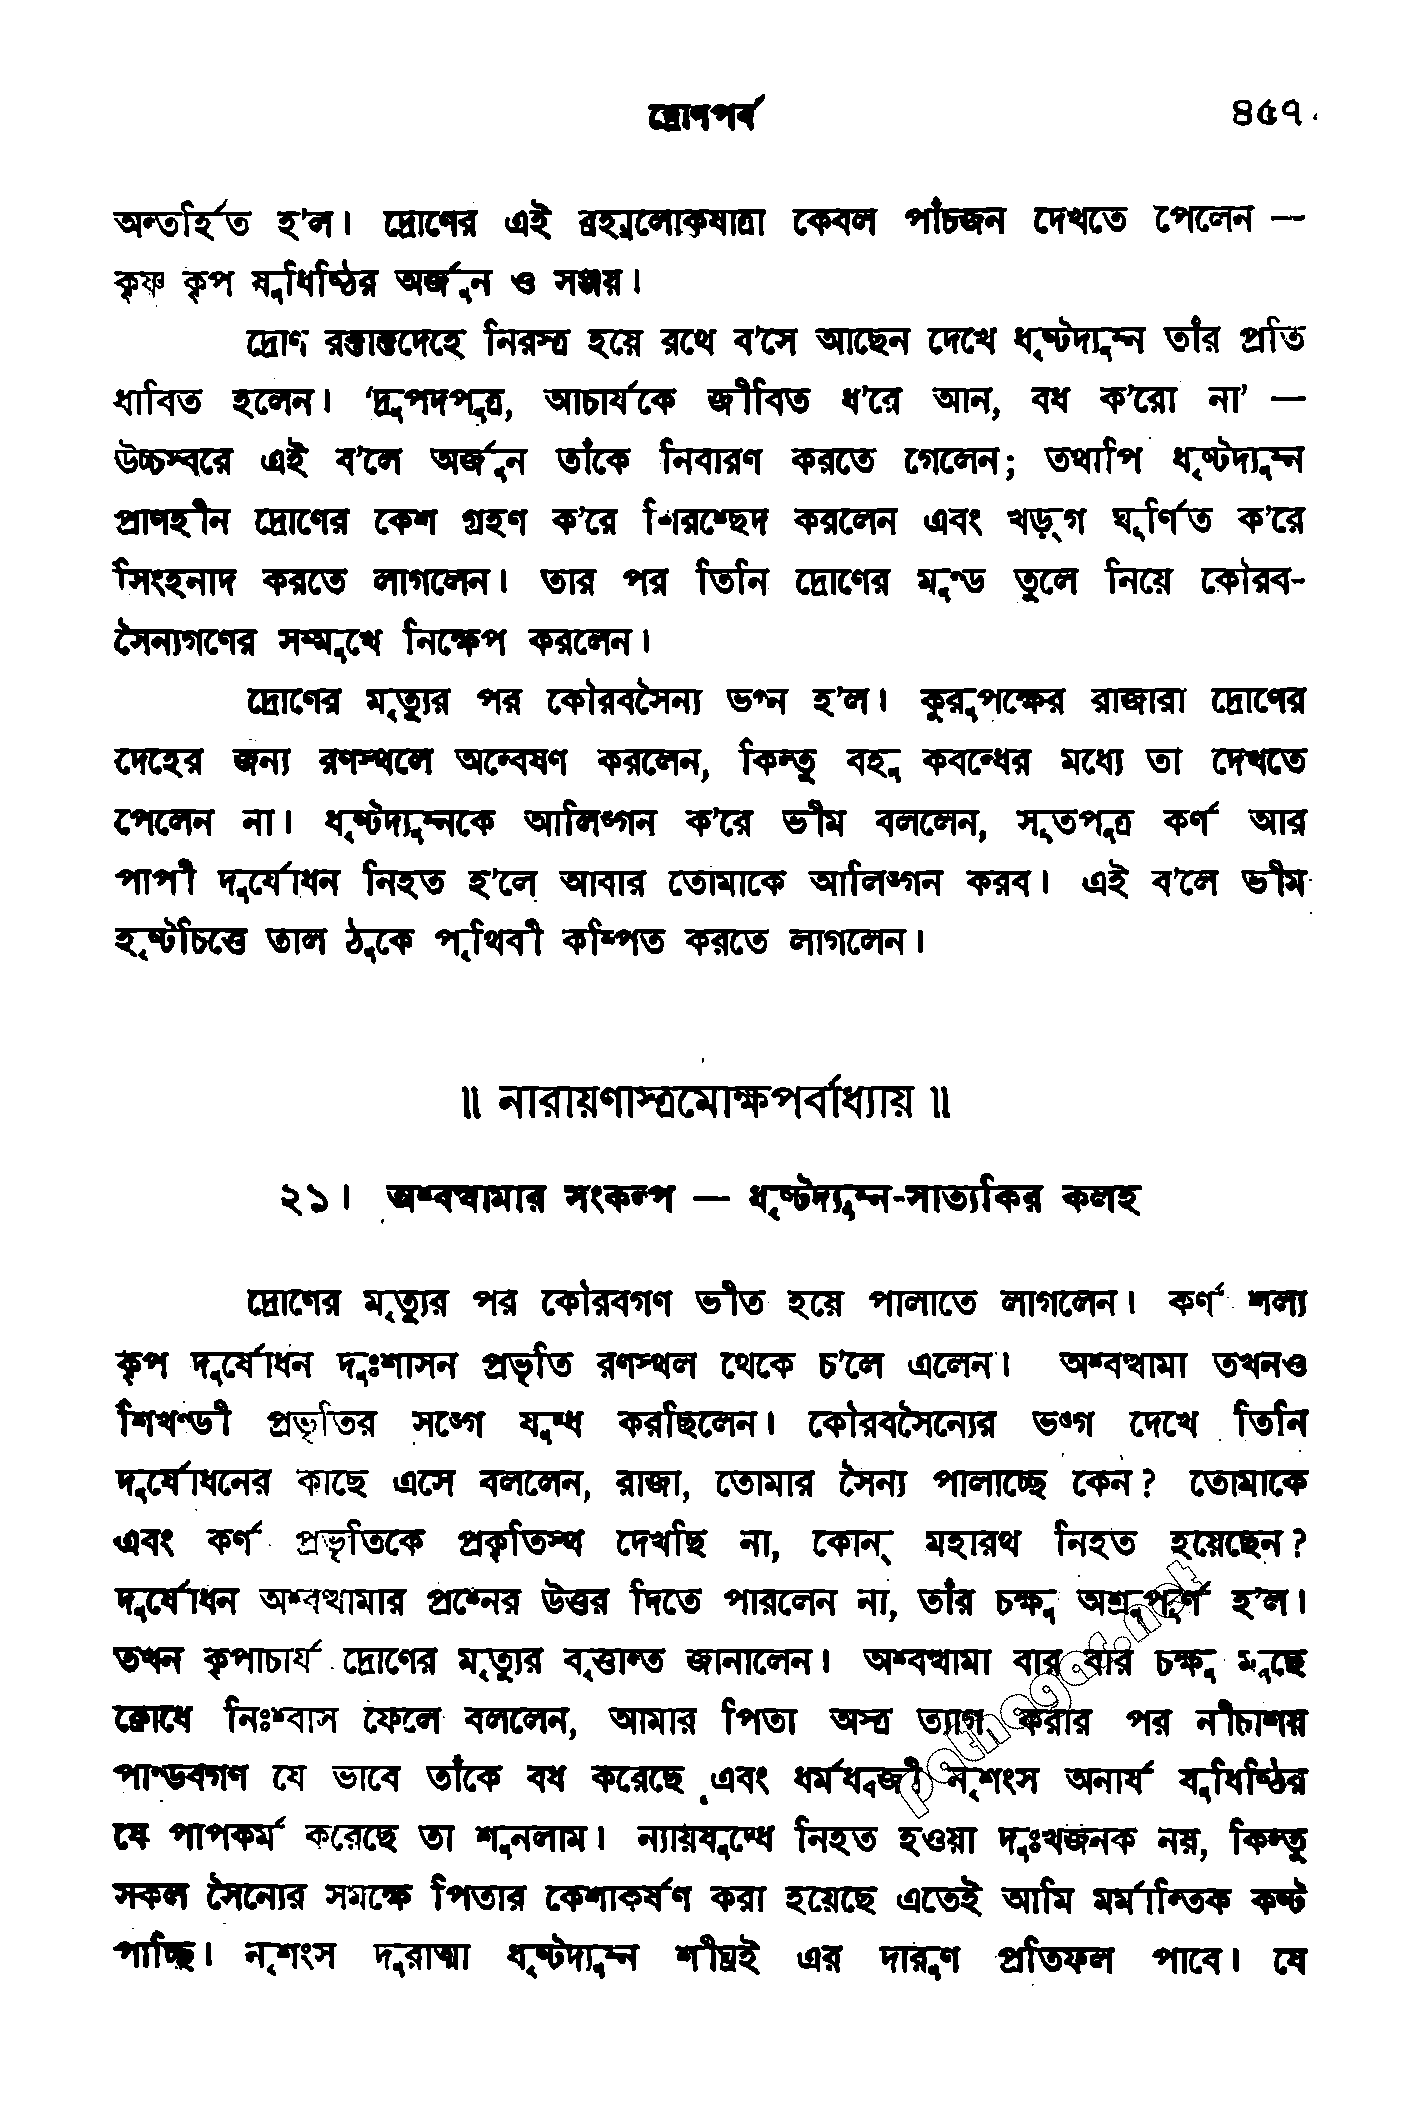 দ্রোণপর্ব ৪৫৭
অন্তর্হিত হ'ল। দ্রোণের এই ব্রহ্মলোকযাত্রা কেবল পাঁচজন দেখতে পেলেন —
কৃষ্ণ কৃপ যুধিষ্ঠির অর্জুন ও সঞ্জয়।
দ্রোণ রক্তাক্তদেহে নিরস্ত্র হয়ে রথে ব'সে আছেন দেখে ধৃষ্টদ্যুম্ন তাঁর প্রতি
ধাবিত হলেন। 'দ্রুপদপুত্র, আচার্যকে জীবিত ধ'রে আন, বধ ক'রো না' —
উচ্চস্বরে এই ব'লে অর্জুন তাঁকে নিবারণ করতে গেলেন; তথাপি ধৃষ্টদ্যুম্ন
প্রাণহীন দ্রোণের কেশ গ্রহণ ক'রে শিরশ্ছেদ করলেন এবং খড়্‌গ ঘূর্ণিত ক'রে
সিংহনাদ করতে লাগলেন। তার পর তিনি দ্রোণের মুণ্ড তুলে নিয়ে কৌরব-
সৈন্যগণের সম্মুখে নিক্ষেপ করলেন।
দ্রোণের মৃত্যুর পর কৌরবসৈন্য ভগ্ন হ'ল। কুরুপক্ষের রাজারা দ্রোণের
দেহের জন্য রণস্থলে অন্বেষণ করলেন, কিন্তু বহু কবন্ধের মধ্যে তা দেখতে
পেলেন না। ধৃষ্টদ্যুম্নকে আলিঙ্গন ক'রে ভীম বললেন, সূতপুত্র কর্ণ আর
পাপী দুর্যোধন নিহত হ'লে আবার তোমাকে আলিঙ্গন করব। এই ব'লে ভীম
হৃষ্টচিত্তে তাল ঠুকে পৃথিবী কম্পিত করতে লাগলেন।
॥ নারায়ণাস্ত্রমোক্ষপর্বাধ্যায় ॥
২১। অশ্বত্থামার সংকল্প — ধৃষ্টদ্যুম্ন-সাত্যকির কলহ
দ্রোণের মৃত্যুর পর কৌরবগণ ভীত হয়ে পালাতে লাগলেন। কর্ণ শল্য
কৃপ দুর্যোধন দুঃশাসন প্রভৃতি রণস্থল থেকে চ'লে এলেন। অশ্বত্থামা তখনও
শিখণ্ডী প্রভৃতির সঙ্গে যুদ্ধ করছিলেন। কৌরবসৈন্যের ভঙ্গ দেখে তিনি
দুর্যোধনের কাছে এসে বললেন, রাজা, তোমার সৈন্য পালাচ্ছে কেন? তোমাকে
এবং কর্ণ প্রভৃতিকে প্রকৃতিস্থ দেখছি না, কোন্ মহারথ নিহত হয়েছেন?
দুর্যোধন অশ্বত্থামার প্রশ্নের উত্তর দিতে পারলেন না, তাঁর চক্ষু অশ্রুপূর্ণ হ'ল।
তখন কৃপাচার্য দ্রোণের মৃত্যুর বৃত্তান্ত জানালেন। অশ্বত্থামা বার বার চক্ষু মুছে
ক্রোধে নিঃশ্বাস ফেলে বললেন, আমার পিতা অস্ত্র ত্যাগ করার পর নীচাশয়
পাণ্ডবগণ যে ভাবে তাঁকে বধ করেছে এবং ধর্মধ্বজী নৃশংস অনার্য যুধিষ্ঠির
যে পাপকর্ম করেছে তা শুনলাম। ন্যায়যুদ্ধে নিহত হওয়া দুঃখজনক নয়, কিন্তু
সকল সৈন্যের সমক্ষে পিতার কেশাকর্ষণ করা হয়েছে এতেই আমি মর্মান্তিক কষ্ট
পাচ্ছি। নৃশংস দুরাত্মা ধৃষ্টদ্যুম্ন শীঘ্রই এর দারুণ প্রতিফল পাবে। যে
pathagar.net